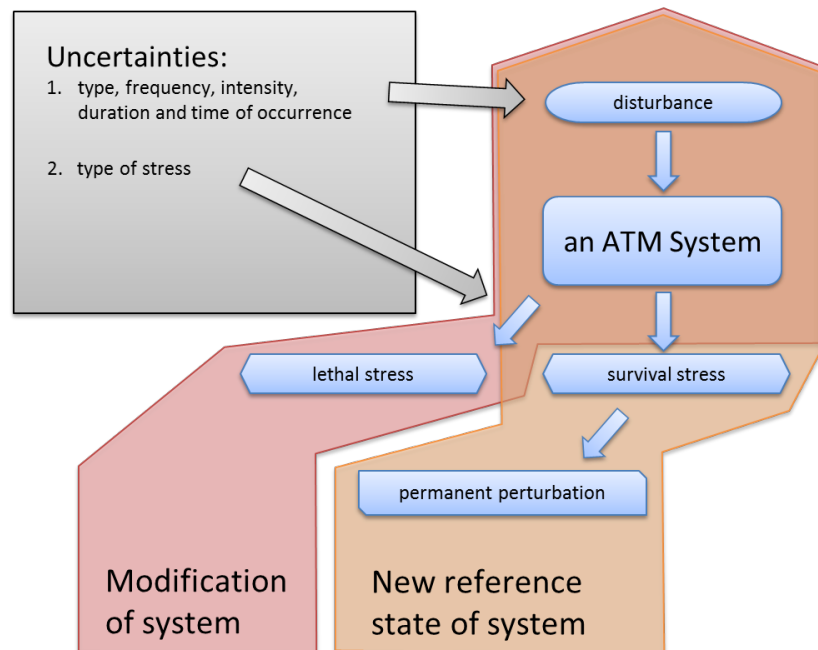 Uncertainties:
1. type, frequency, intensity,
duration and time of occurrence
2. type of stress
disturbance
an ATM System
lethal stress
survival stress
permanent perturbation
Modification
of system
New reference
state of system